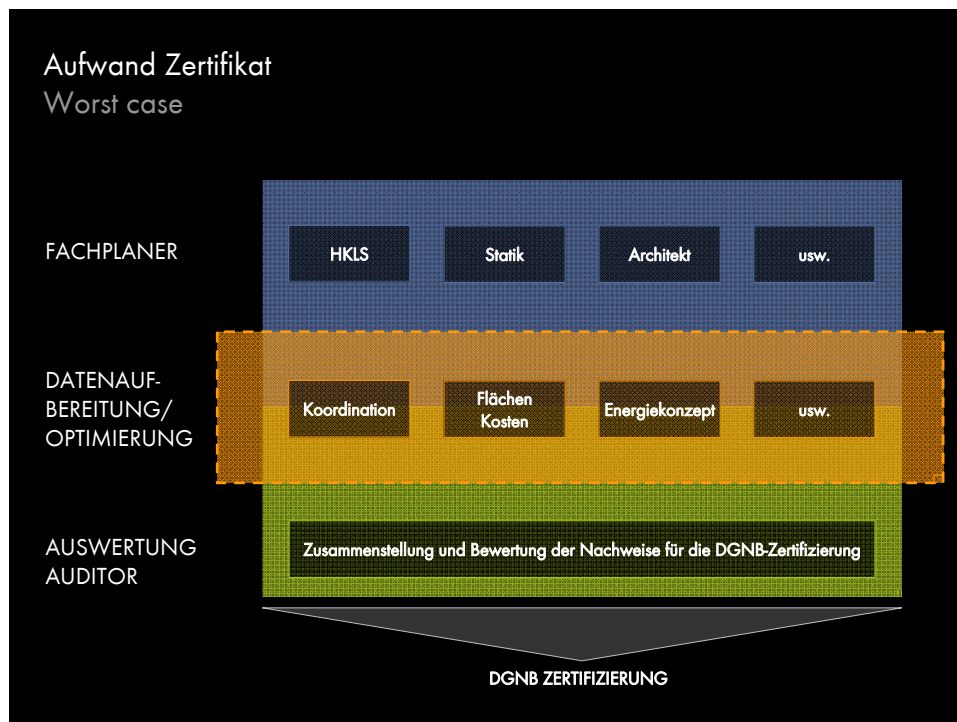 Aufwand Zertifikat
Worst case
FACHPLANER
HKLS
Statik
Architekt
usw.
DATENAUF-
BEREITUNG/
OPTIMIERUNG
Koordination
Flächen
Kosten
Energiekonzept
usw.
AUSWERTUNG
AUDITOR
Zusammenstellung und Bewertung der Nachweise für die DGNB-Zertifizierung
DGNB ZERTIFIZIERUNG